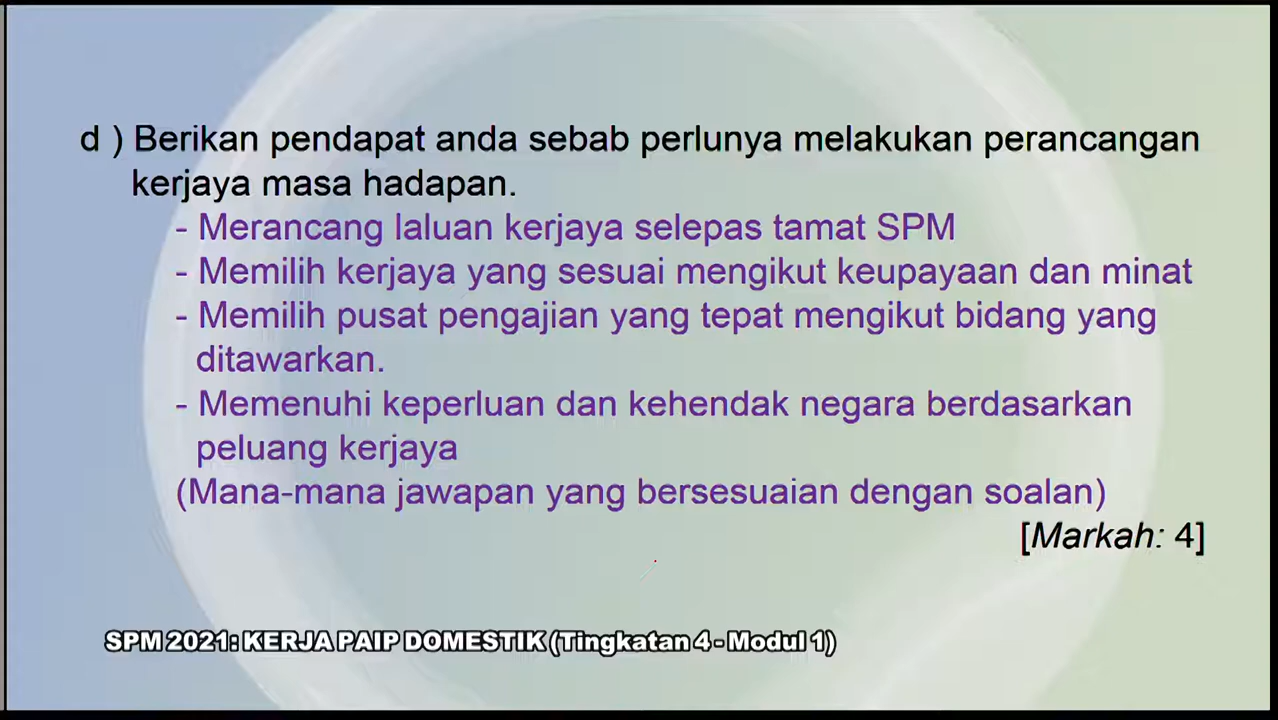 d ) Berikan pendapat anda sebab perlunya melakukan perancangan
kerjaya masa hadapan.
- Merancang laluan kerjaya selepas tamat SPM
- Memilih kerjaya yang sesuai mengikut keupayaan dan minat
- Memilih pusat pengajian yang tepat mengikut bidang yang
ditawarkan.
- Memenuhi keperluan dan kehendak negara berdasarkan
peluang kerjaya
(Mana-mana jawapan yang bersesuaian dengan soalan)
[Markah: 4]
SPM 2021: KERJA PAIP DOMESTIK (Tingkatan 4 - Modul 1)